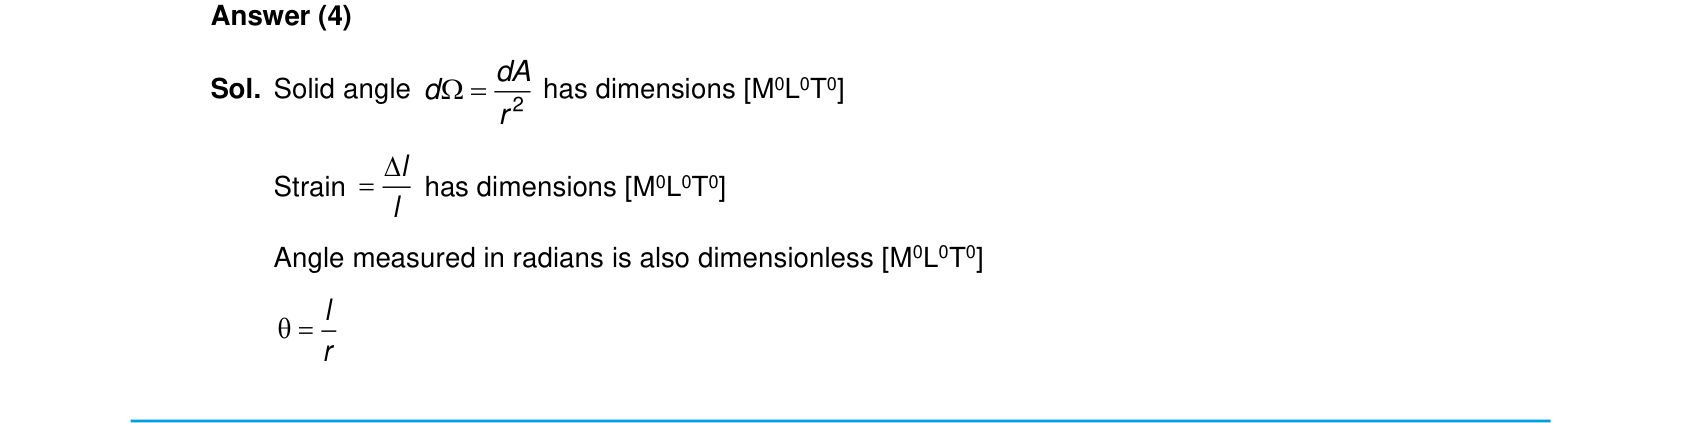 Answer (4)
Sol. Solid angle dΩ = dA/r² has dimensions [M⁰L⁰T⁰]
Strain = Δl/l has dimensions [M⁰L⁰T⁰]
Angle measured in radians is also dimensionless [M⁰L⁰T⁰]
θ = l/r